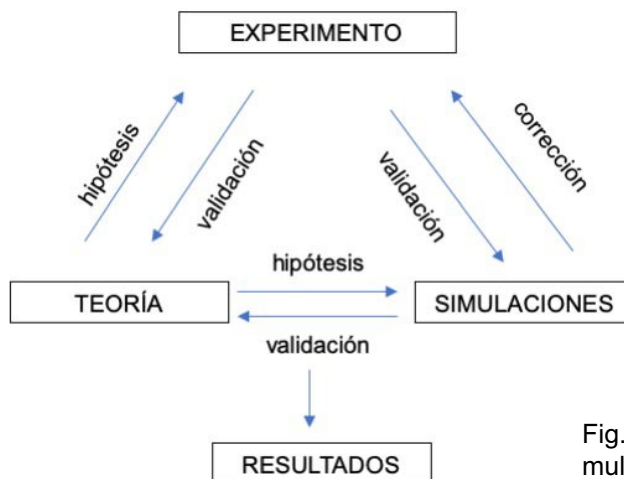 EXPERIMENTO
hipótesis
validación
validación
corrección
hipótesis
TEORÍA
SIMULACIONES
validación
RESULTADOS
Fig.
mul